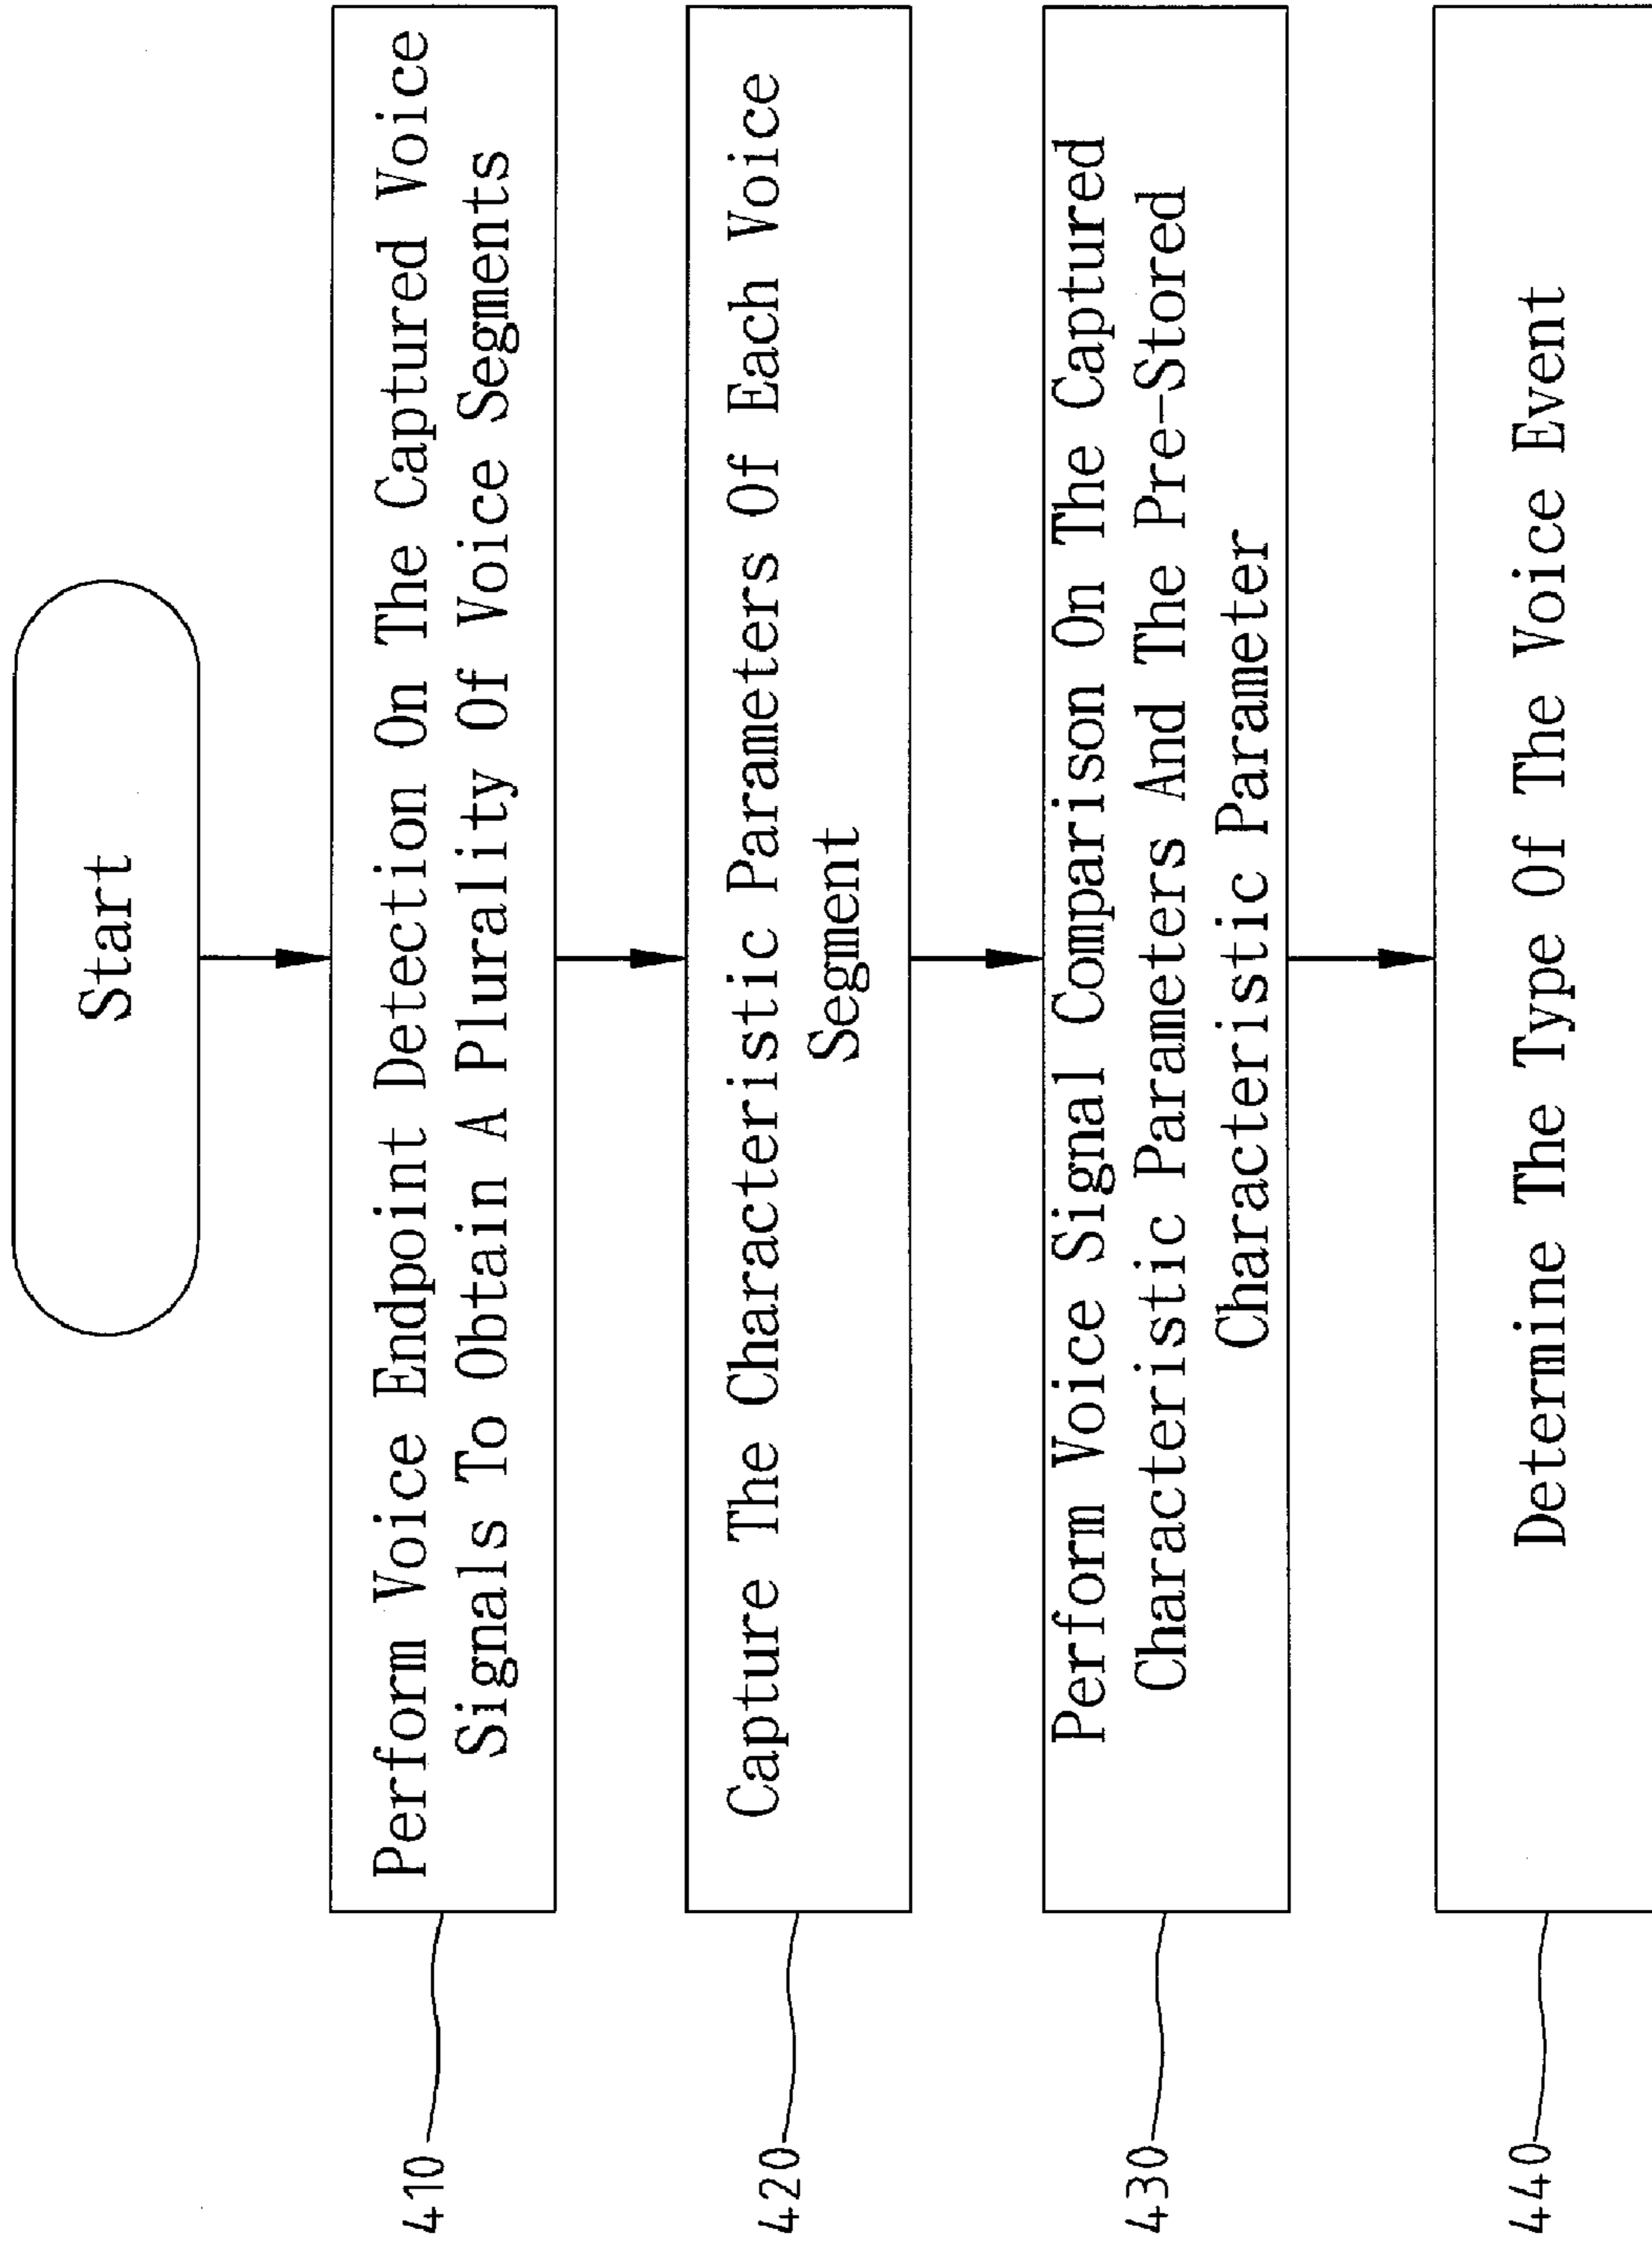 Start
410
Perform Voice Endpoint Detection On The Captured Voice
Signals To Obtain A Plurality Of Voice Segments
420
Capture The Characteristic Parameters Of Each Voice
Segment
430
Perform Voice Signal Comparison On The Captured
Characteristic Parameters And The Pre-Stored
Characteristic Parameter
440
Determine The Type Of The Voice Event